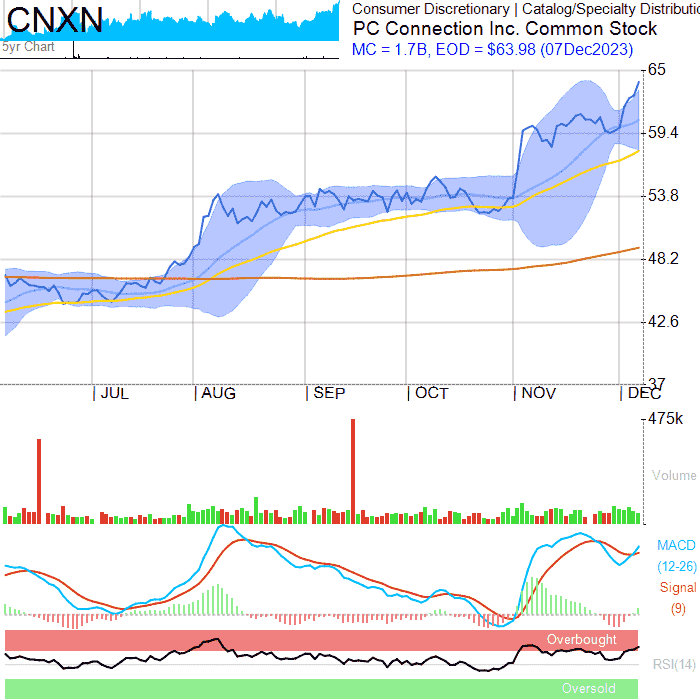 CNXN
5yr Chart
Consumer Discretionary | Catalog/Specialty Distributio
PC Connection Inc. Common Stock
MC = 1.7B, EOD = $63.98 (07Dec2023)
65
59.4
53.8
48.2
42.6
37
JUL AUG SEP OCT NOV DEC
475k
Volume
MACD
(12-26)
Signal
(9)
Overbought
RSI(14)
Oversold